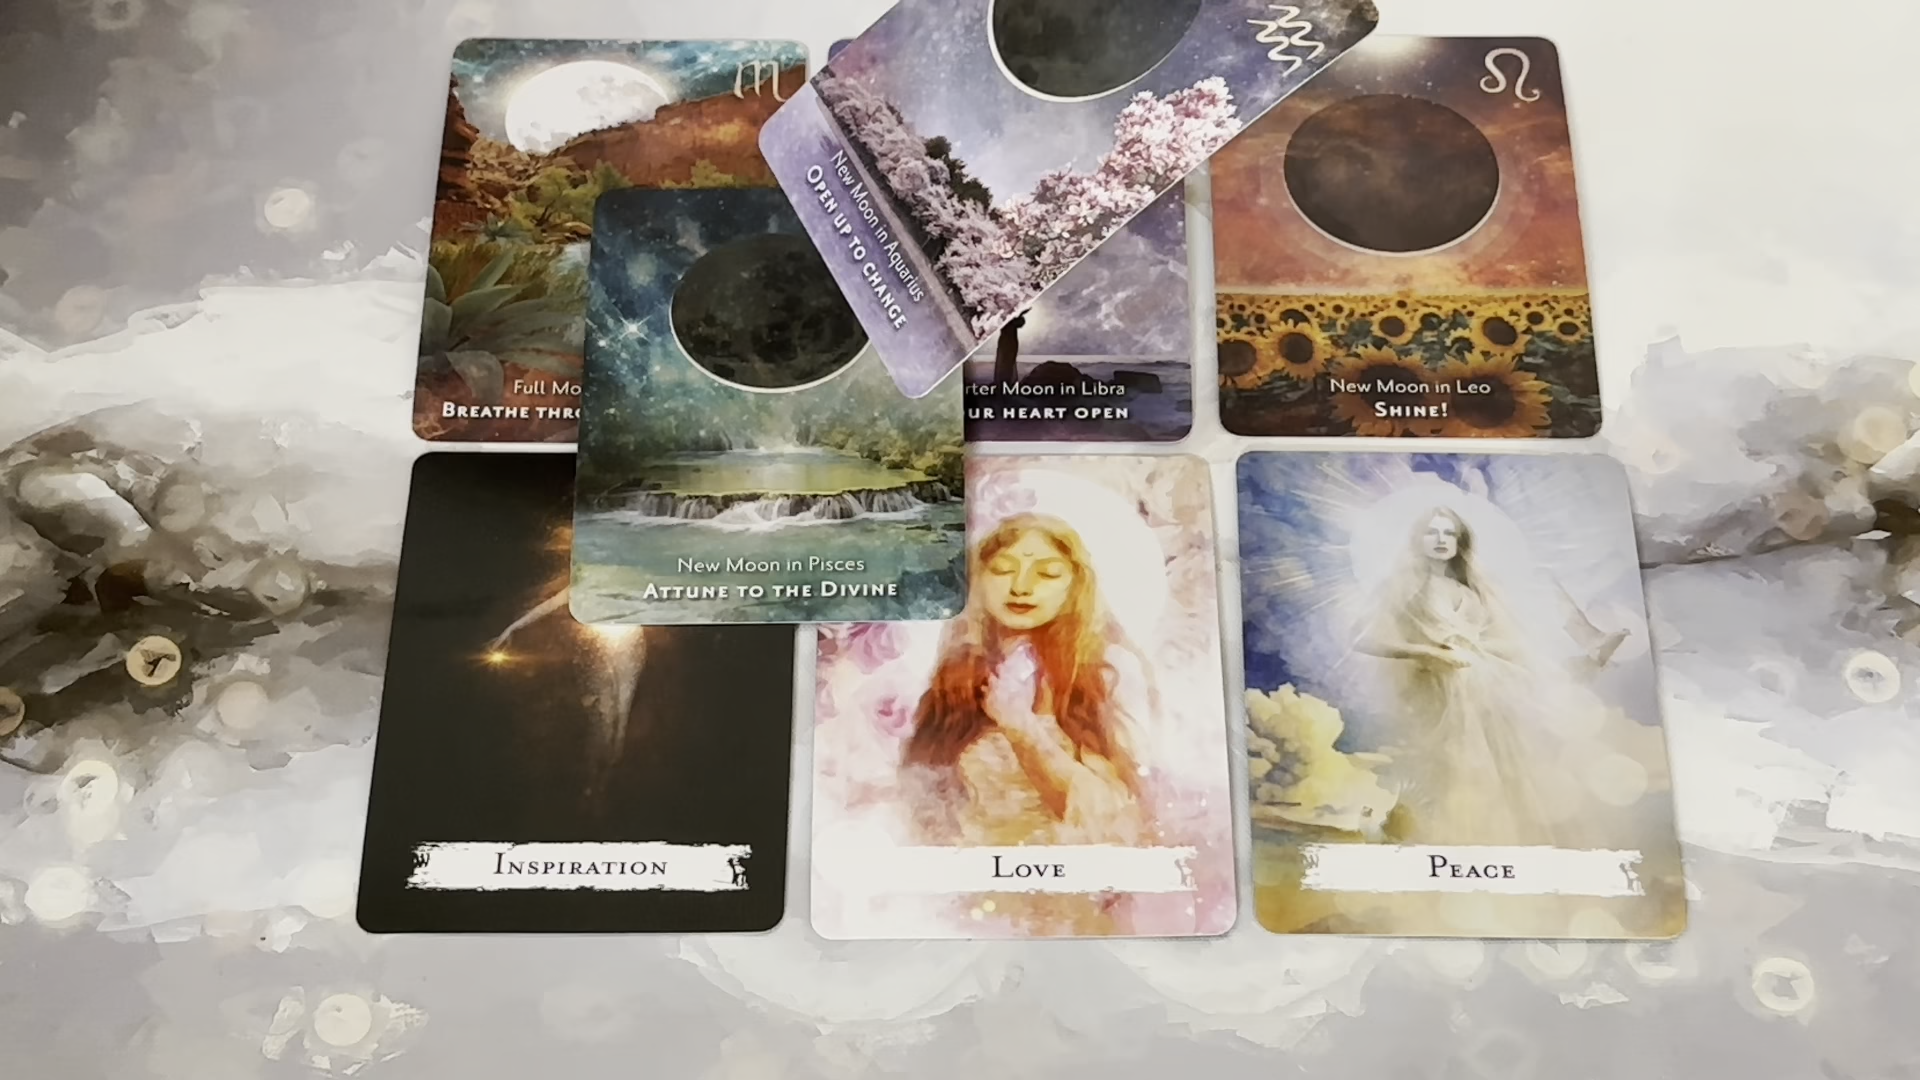 Full Mo
BREATHE THRO
New Moon in Aquarius
OPEN UP TO CHANGE
rter Moon in Libra
UR HEART OPEN
New Moon in Leo
SHINE!
New Moon in Pisces
ATTUNE TO THE DIVINE
INSPIRATION
LOVE
PEACE